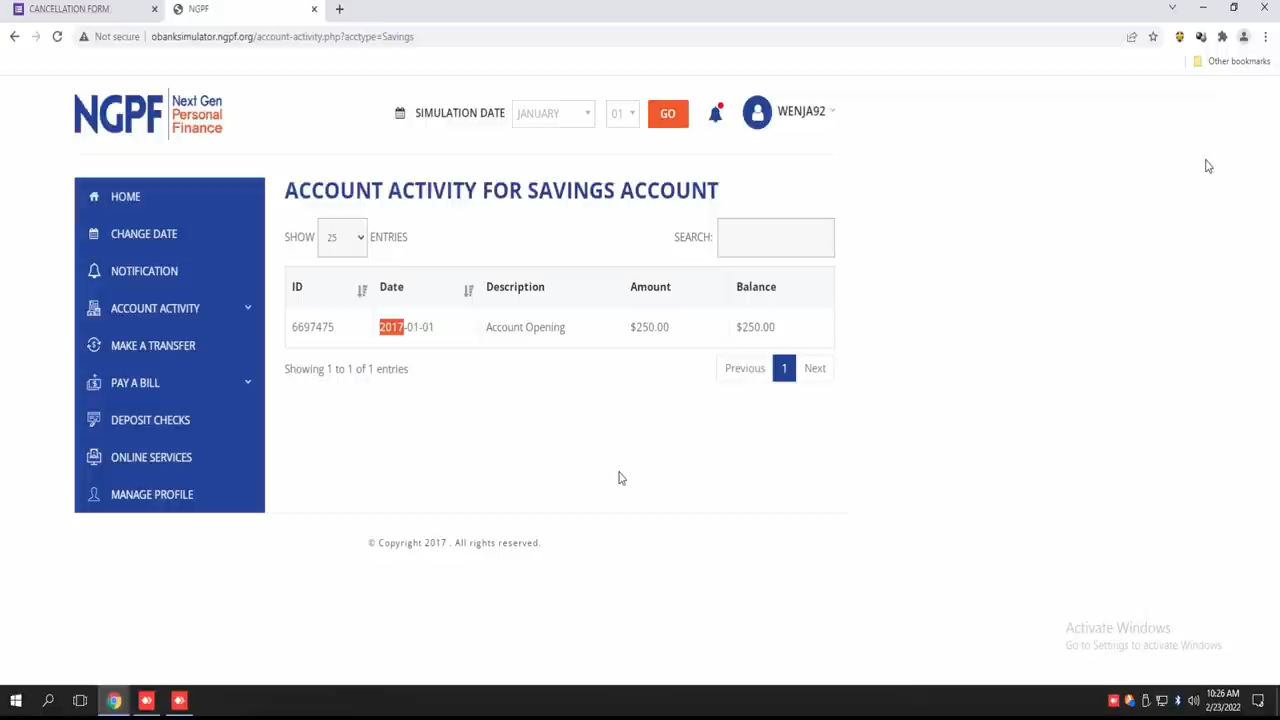 CANCELLATION FORM
NGPF
Not secure
obanksimulator.ngpf.org/account-activity.php?acctype=Savings
Other bookmarks
NGPF Next Gen Personal Finance
SIMULATION DATE
JANUARY
01
GO
WENJA92
HOME
CHANGE DATE
NOTIFICATION
ACCOUNT ACTIVITY
MAKE A TRANSFER
PAY A BILL
DEPOSIT CHECKS
ONLINE SERVICES
MANAGE PROFILE
ACCOUNT ACTIVITY FOR SAVINGS ACCOUNT
SHOW 25 ENTRIES
SEARCH:
ID Date Description Amount Balance
6697475 2017-01-01 Account Opening $250.00 $250.00
Showing 1 to 1 of 1 entries
Previous 1 Next
© Copyright 2017 . All rights reserved.
Activate Windows
Go to Settings to activate Windows
10:26 AM
2/23/2022